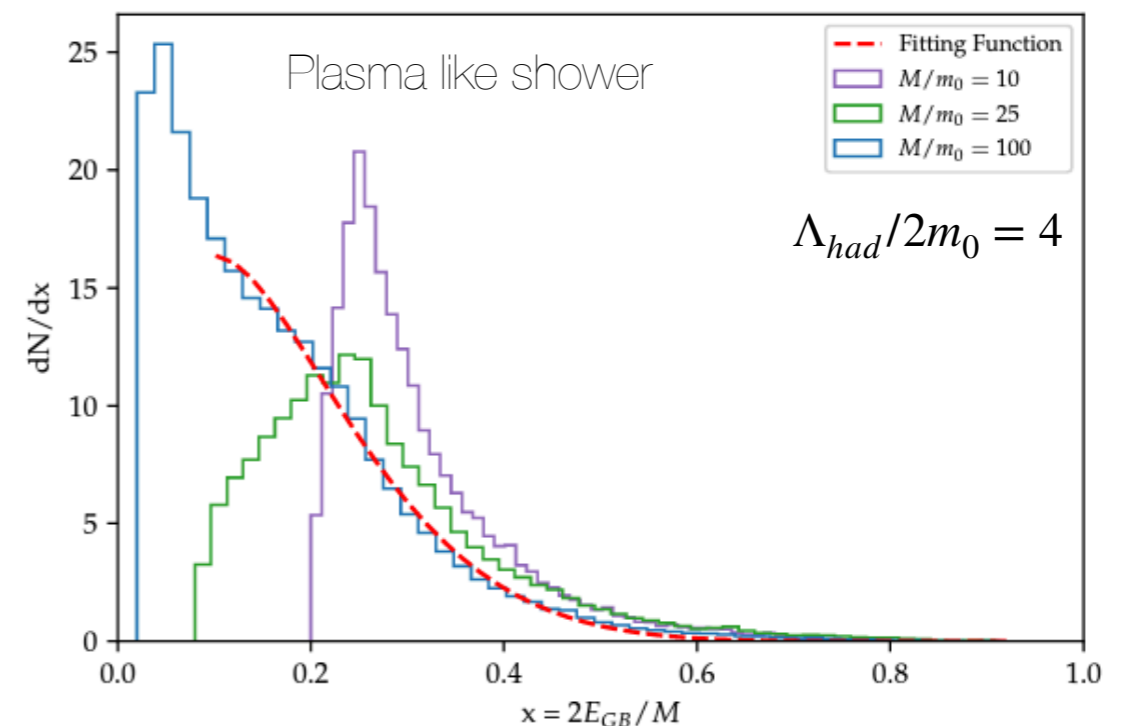 Plasma like shower
Fitting Function
M/m₀ = 10
M/m₀ = 25
M/m₀ = 100
Λ_had/2m₀ = 4
dN/dx
25
20
15
10
5
0
0.0 0.2 0.4 0.6 0.8 1.0
x = 2E_GB/M